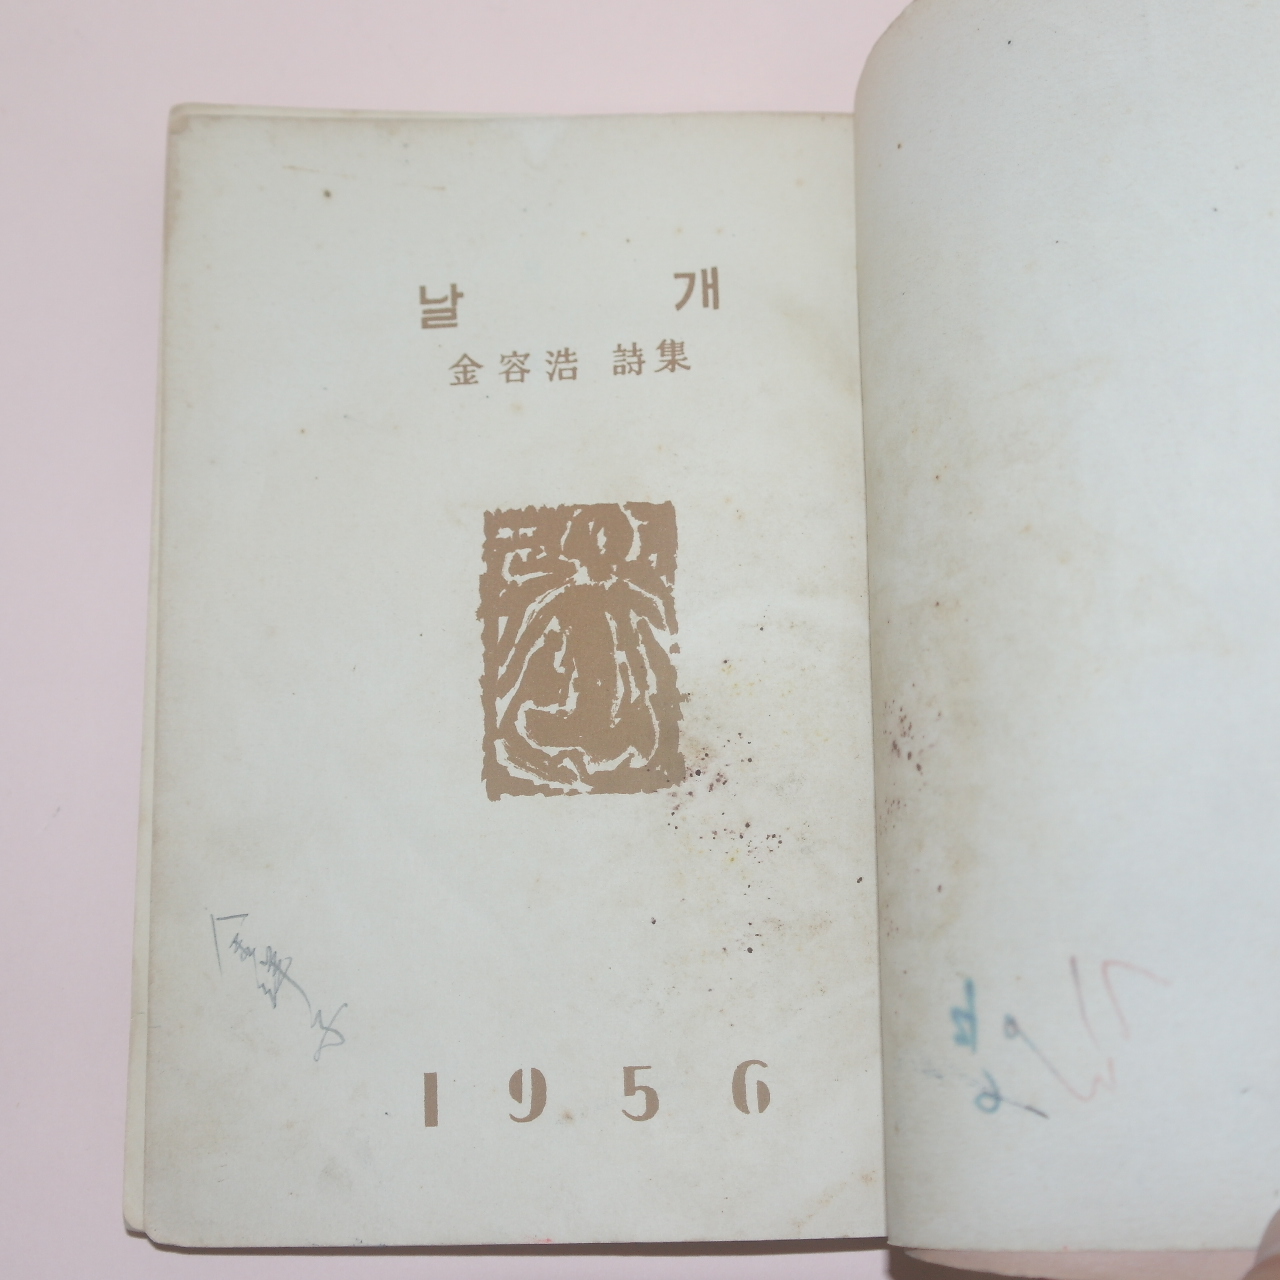 날 개
金容浩 詩集
1956